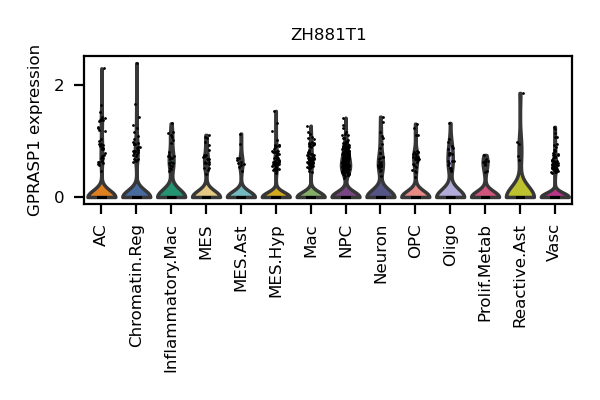 ZH881T1
GPRASP1 expression
2
0
AC
Chromatin.Reg
Inflammatory.Mac
MES
MES.Ast
MES.Hyp
Mac
NPC
Neuron
OPC
Oligo
Prolif.Metab
Reactive.Ast
Vasc